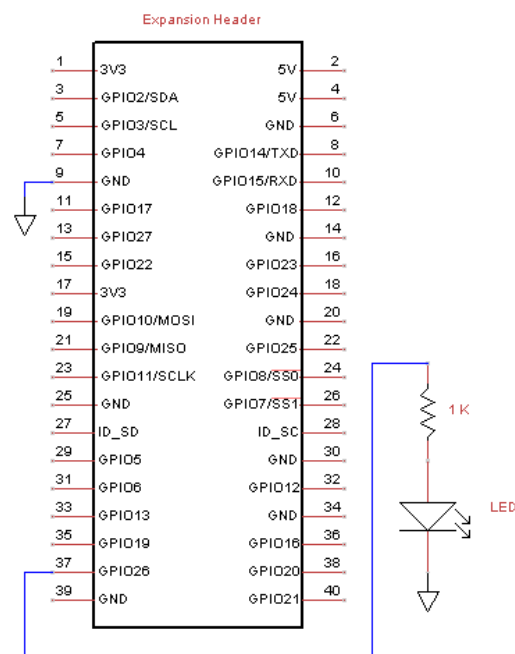 Expansion Header
1 3V3 5V 2
3 GPIO2/SDA 5V 4
5 GPIO3/SCL GND 6
7 GPIO4 GPIO14/TXD 8
9 GND GPIO15/RXD 10
11 GPIO17 GPIO18 12
13 GPIO27 GND 14
15 GPIO22 GPIO23 16
17 3V3 GPIO24 18
19 GPIO10/MOSI GND 20
21 GPIO9/MISO GPIO25 22
23 GPIO11/SCLK GPIO8/SS0 24
25 GND GPIO7/SS1 26
1K
27 ID_SD ID_SC 28
29 GPIO5 GND 30
31 GPIO6 GPIO12 32
33 GPIO13 GND 34
LED
35 GPIO19 GPIO16 36
37 GPIO26 GPIO20 38
39 GND GPIO21 40